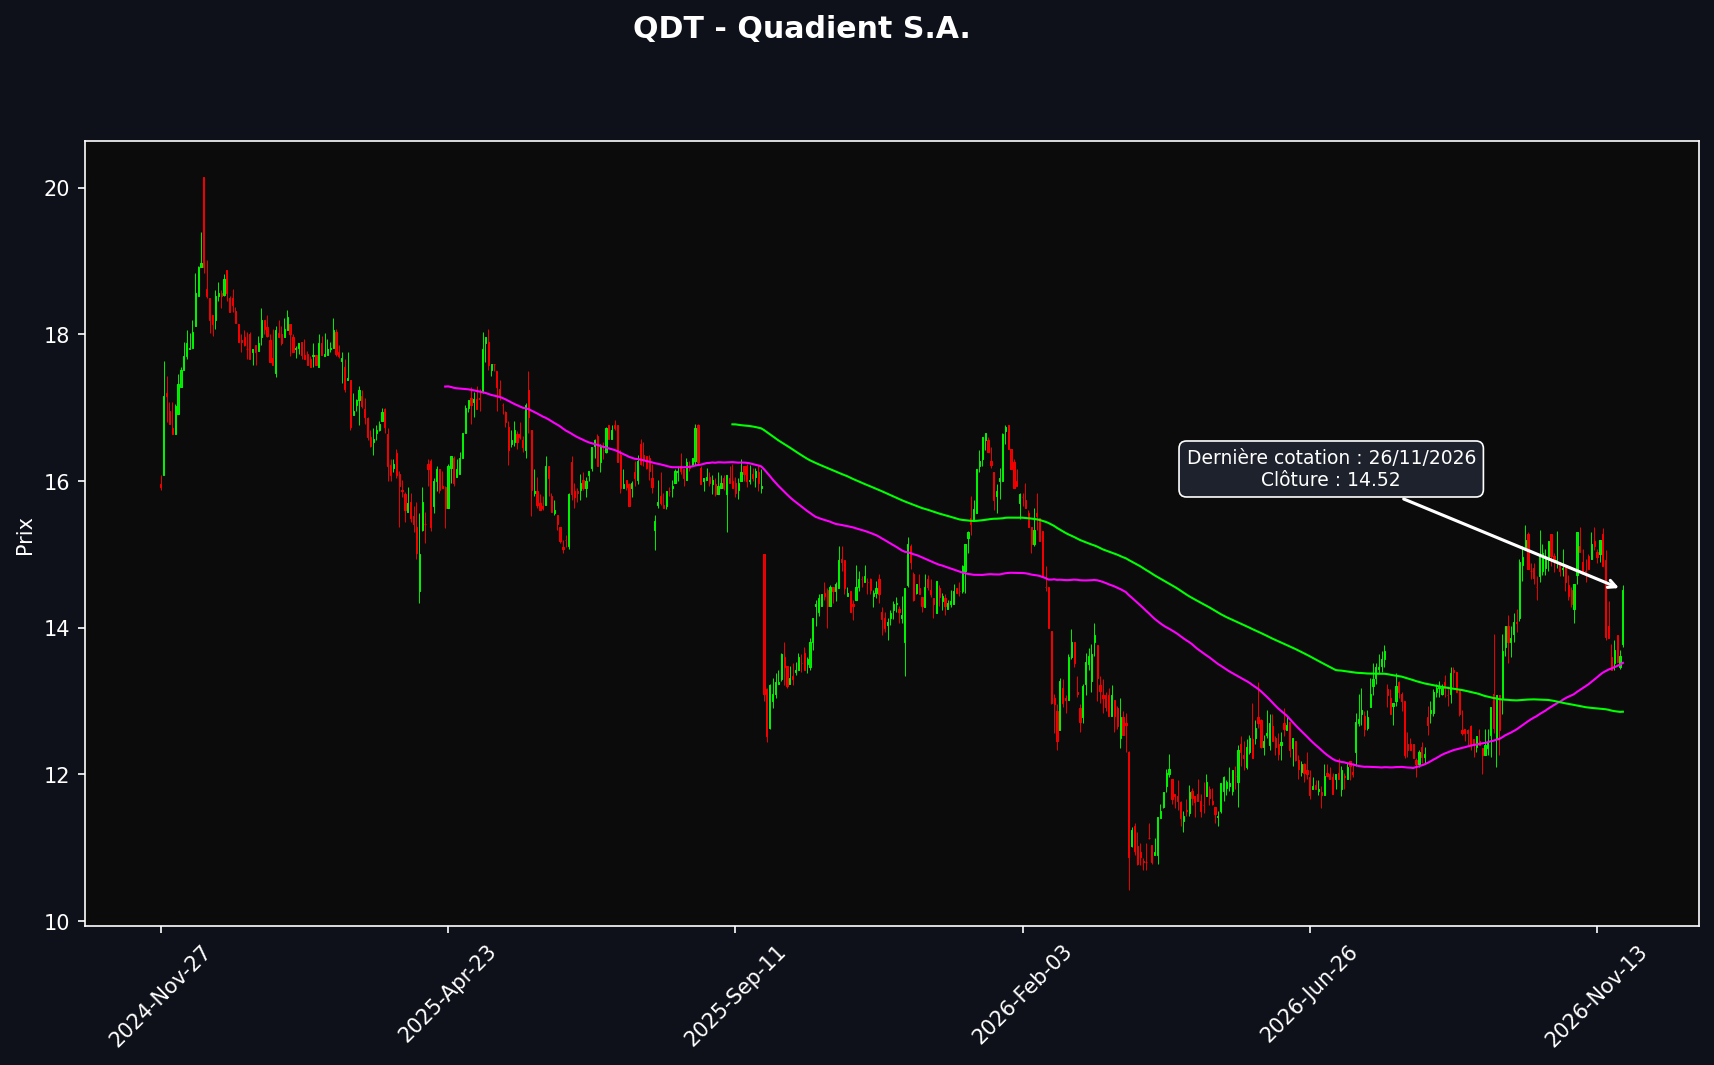 QDT - Quadient S.A.
20
18
16
14
12
10
Prix
Dernière cotation : 26/11/2026
Clôture : 14.52
2024-Nov-27
2025-Apr-23
2025-Sep-11
2026-Feb-03
2026-Jun-26
2026-Nov-13